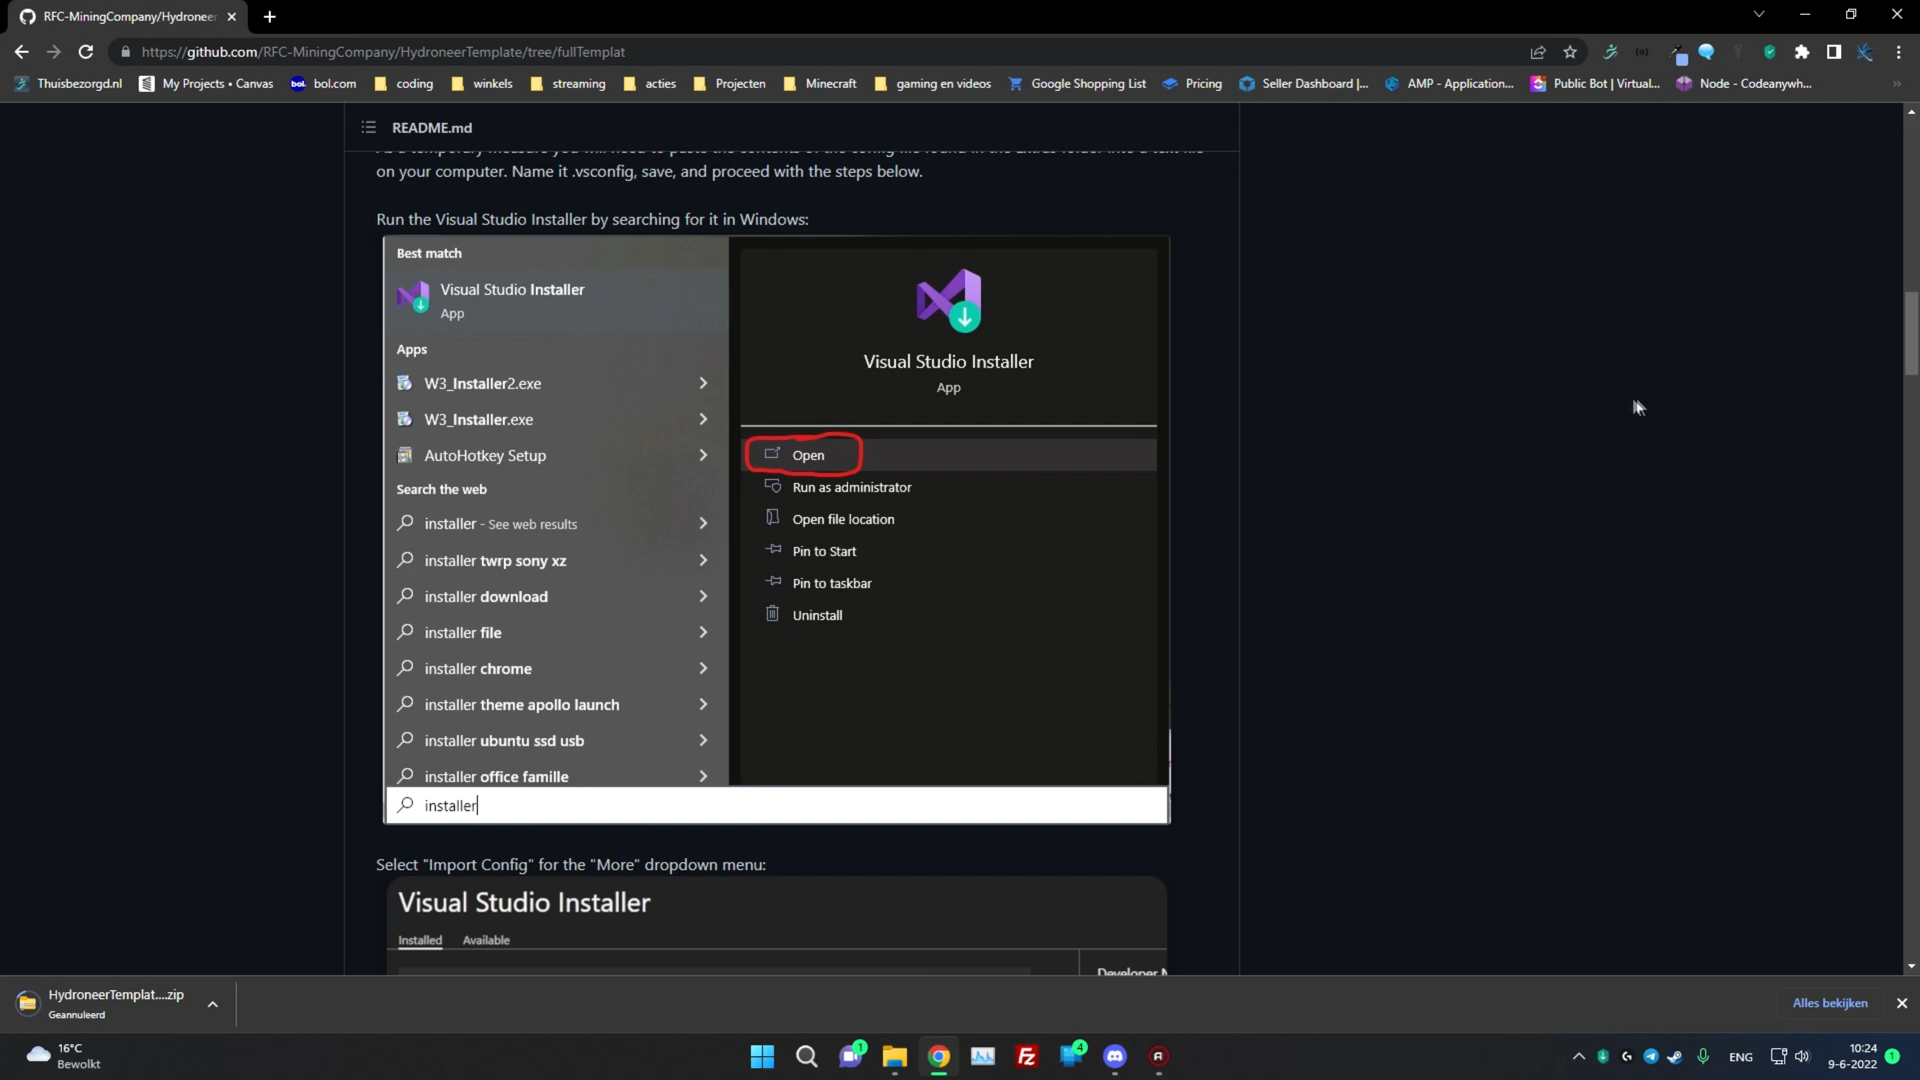 RFC-MiningCompany/Hydroneer
https://github.com/RFC-MiningCompany/HydroneerTemplate/tree/fullTemplat
Thuisbezorgd.nl
My Projects • Canvas
bol.com
coding
winkels
streaming
acties
Projecten
Minecraft
gaming en videos
Google Shopping List
Pricing
Seller Dashboard |...
AMP - Application...
Public Bot | Virtual...
Node - Codeanywh...
README.md
on your computer. Name it .vsconfig, save, and proceed with the steps below.
Run the Visual Studio Installer by searching for it in Windows:
Best match
Visual Studio Installer
App
Apps
W3_Installer2.exe
W3_Installer.exe
AutoHotkey Setup
Search the web
installer - See web results
installer twrp sony xz
installer download
installer file
installer chrome
installer theme apollo launch
installer ubuntu ssd usb
installer office famille
installer
Visual Studio Installer
App
Open
Run as administrator
Open file location
Pin to Start
Pin to taskbar
Uninstall
Select "Import Config" for the "More" dropdown menu:
Visual Studio Installer
Installed
Available
HydroneerTemplat....zip
Geannuleerd
Alles bekijken
16°C
Bewolkt
1
4
ENG
10:24
9-6-2022
1